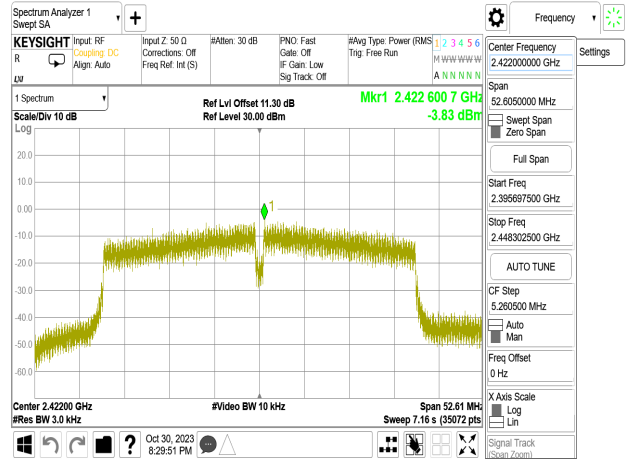 Spectrum Analyzer 1
Swept SA
Frequency
KEYSIGHT
R
Input: RF
Coupling: DC
Align: Auto
Input Z: 50 Ω
Corrections: Off
Freq Ref: Int (S)
#Atten: 30 dB
PNO: Fast
Gate: Off
IF Gain: Low
Sig Track: Off
#Avg Type: Power (RMS
Trig: Free Run
1 2 3 4 5 6
M W W W W W
A N N N N N
Settings
Center Frequency
2.422000000 GHz
Span
52.6050000 MHz
Swept Span
Zero Span
Full Span
Start Freq
2.395697500 GHz
Stop Freq
2.448302500 GHz
AUTO TUNE
CF Step
5.260500 MHz
Auto
Man
Freq Offset
0 Hz
X Axis Scale
Log
Lin
Signal Track
(Span Zoom)
1 Spectrum
Scale/Div 10 dB
Ref Lvl Offset 11.30 dB
Ref Level 30.00 dBm
Mkr1 2.422 600 7 GHz
-3.83 dBm
Log
20.0
10.0
0.00
-10.0
-20.0
-30.0
-40.0
-50.0
-60.0
1
Center 2.42200 GHz
#Res BW 3.0 kHz
#Video BW 10 kHz
Span 52.61 MHz
Sweep 7.16 s (35072 pts
?
Oct 30, 2023
8:29:51 PM